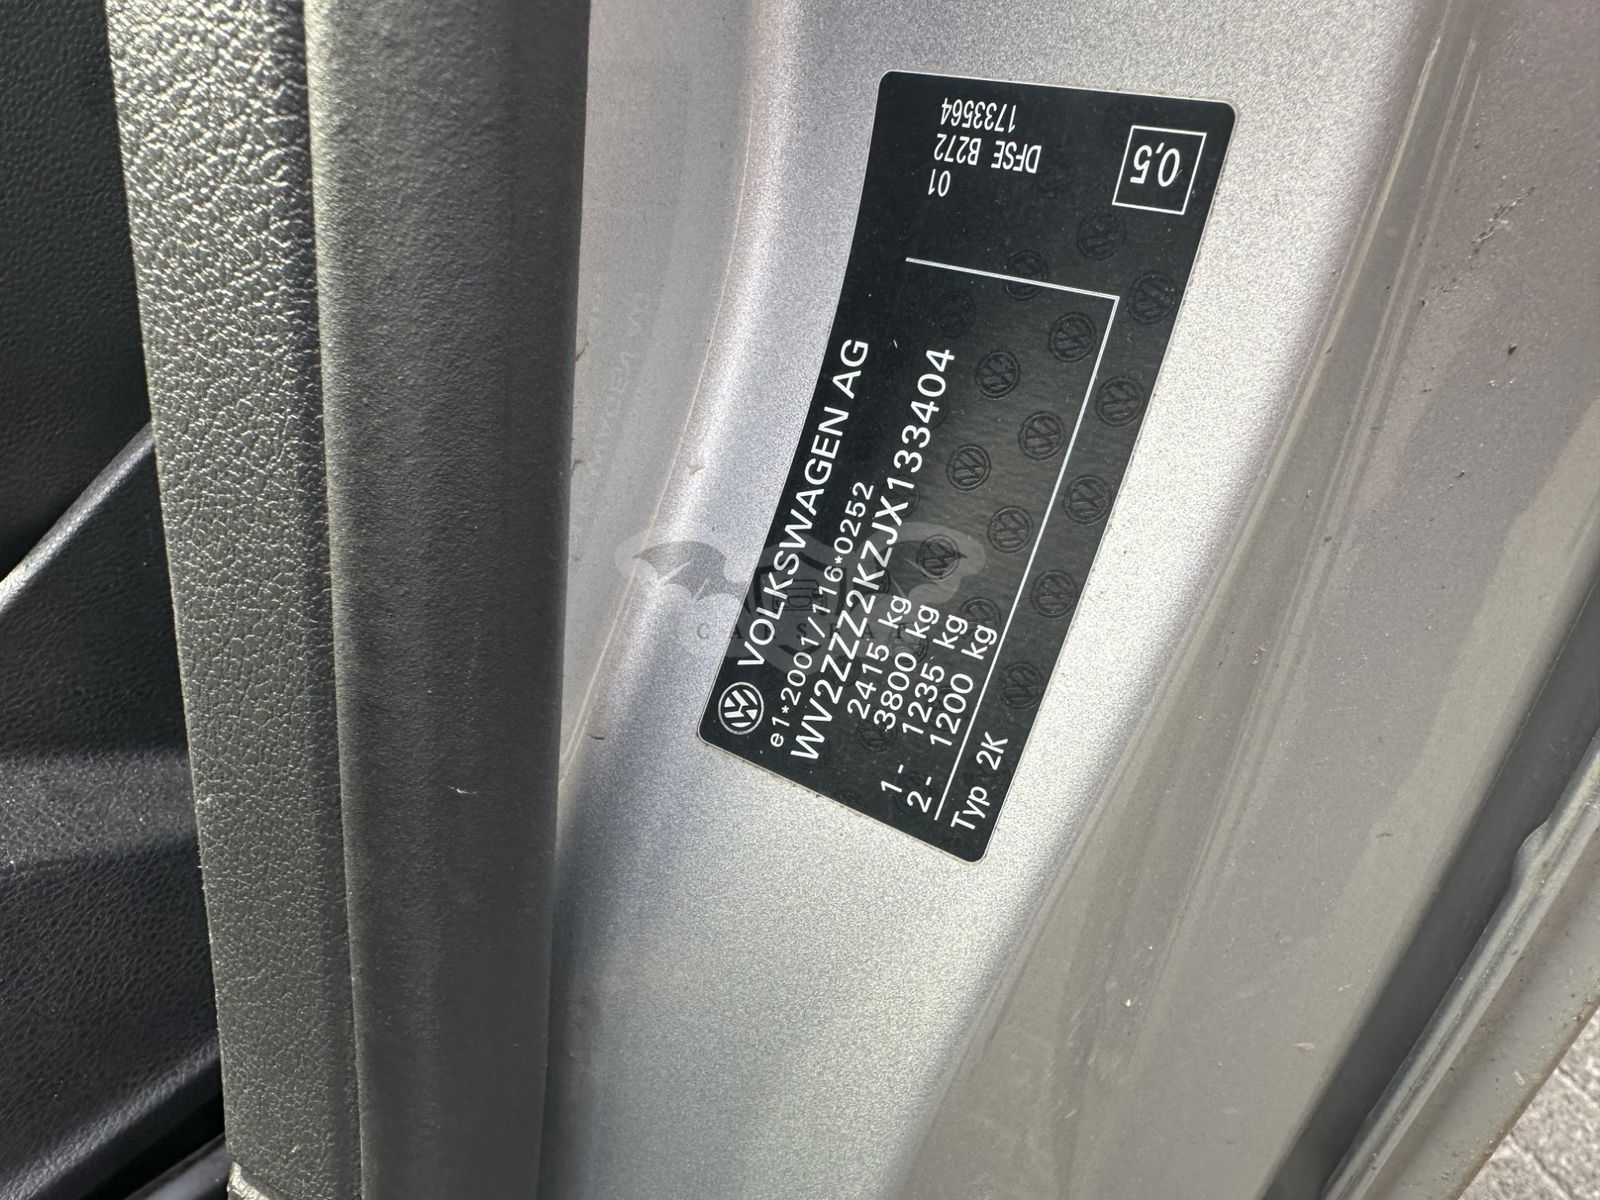 VOLKSWAGEN AG
e1*2001/116*0252
WV2ZZZ2KZJX133404
2415 kg
3800 kg
1- 1235 kg
2- 1200 kg
Typ 2K
01
DFSE B272
1733564
0,5